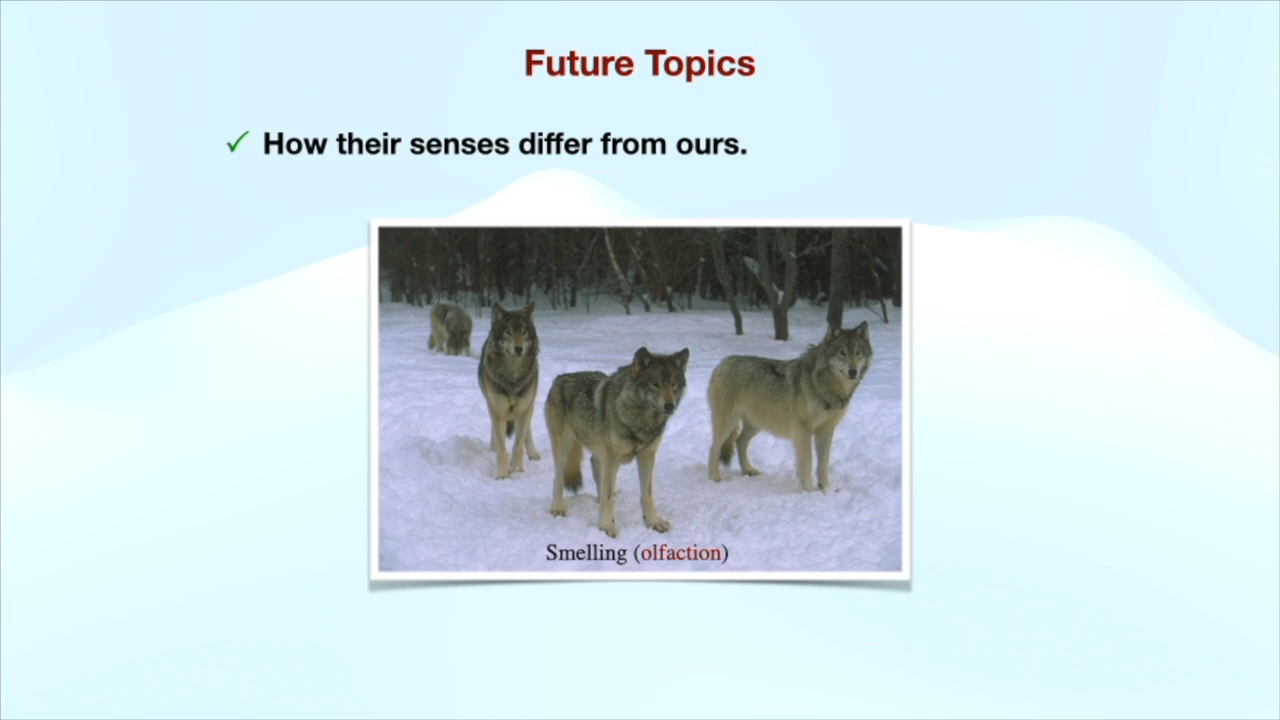 Future Topics
✓ How their senses differ from ours.
Smelling (olfaction)